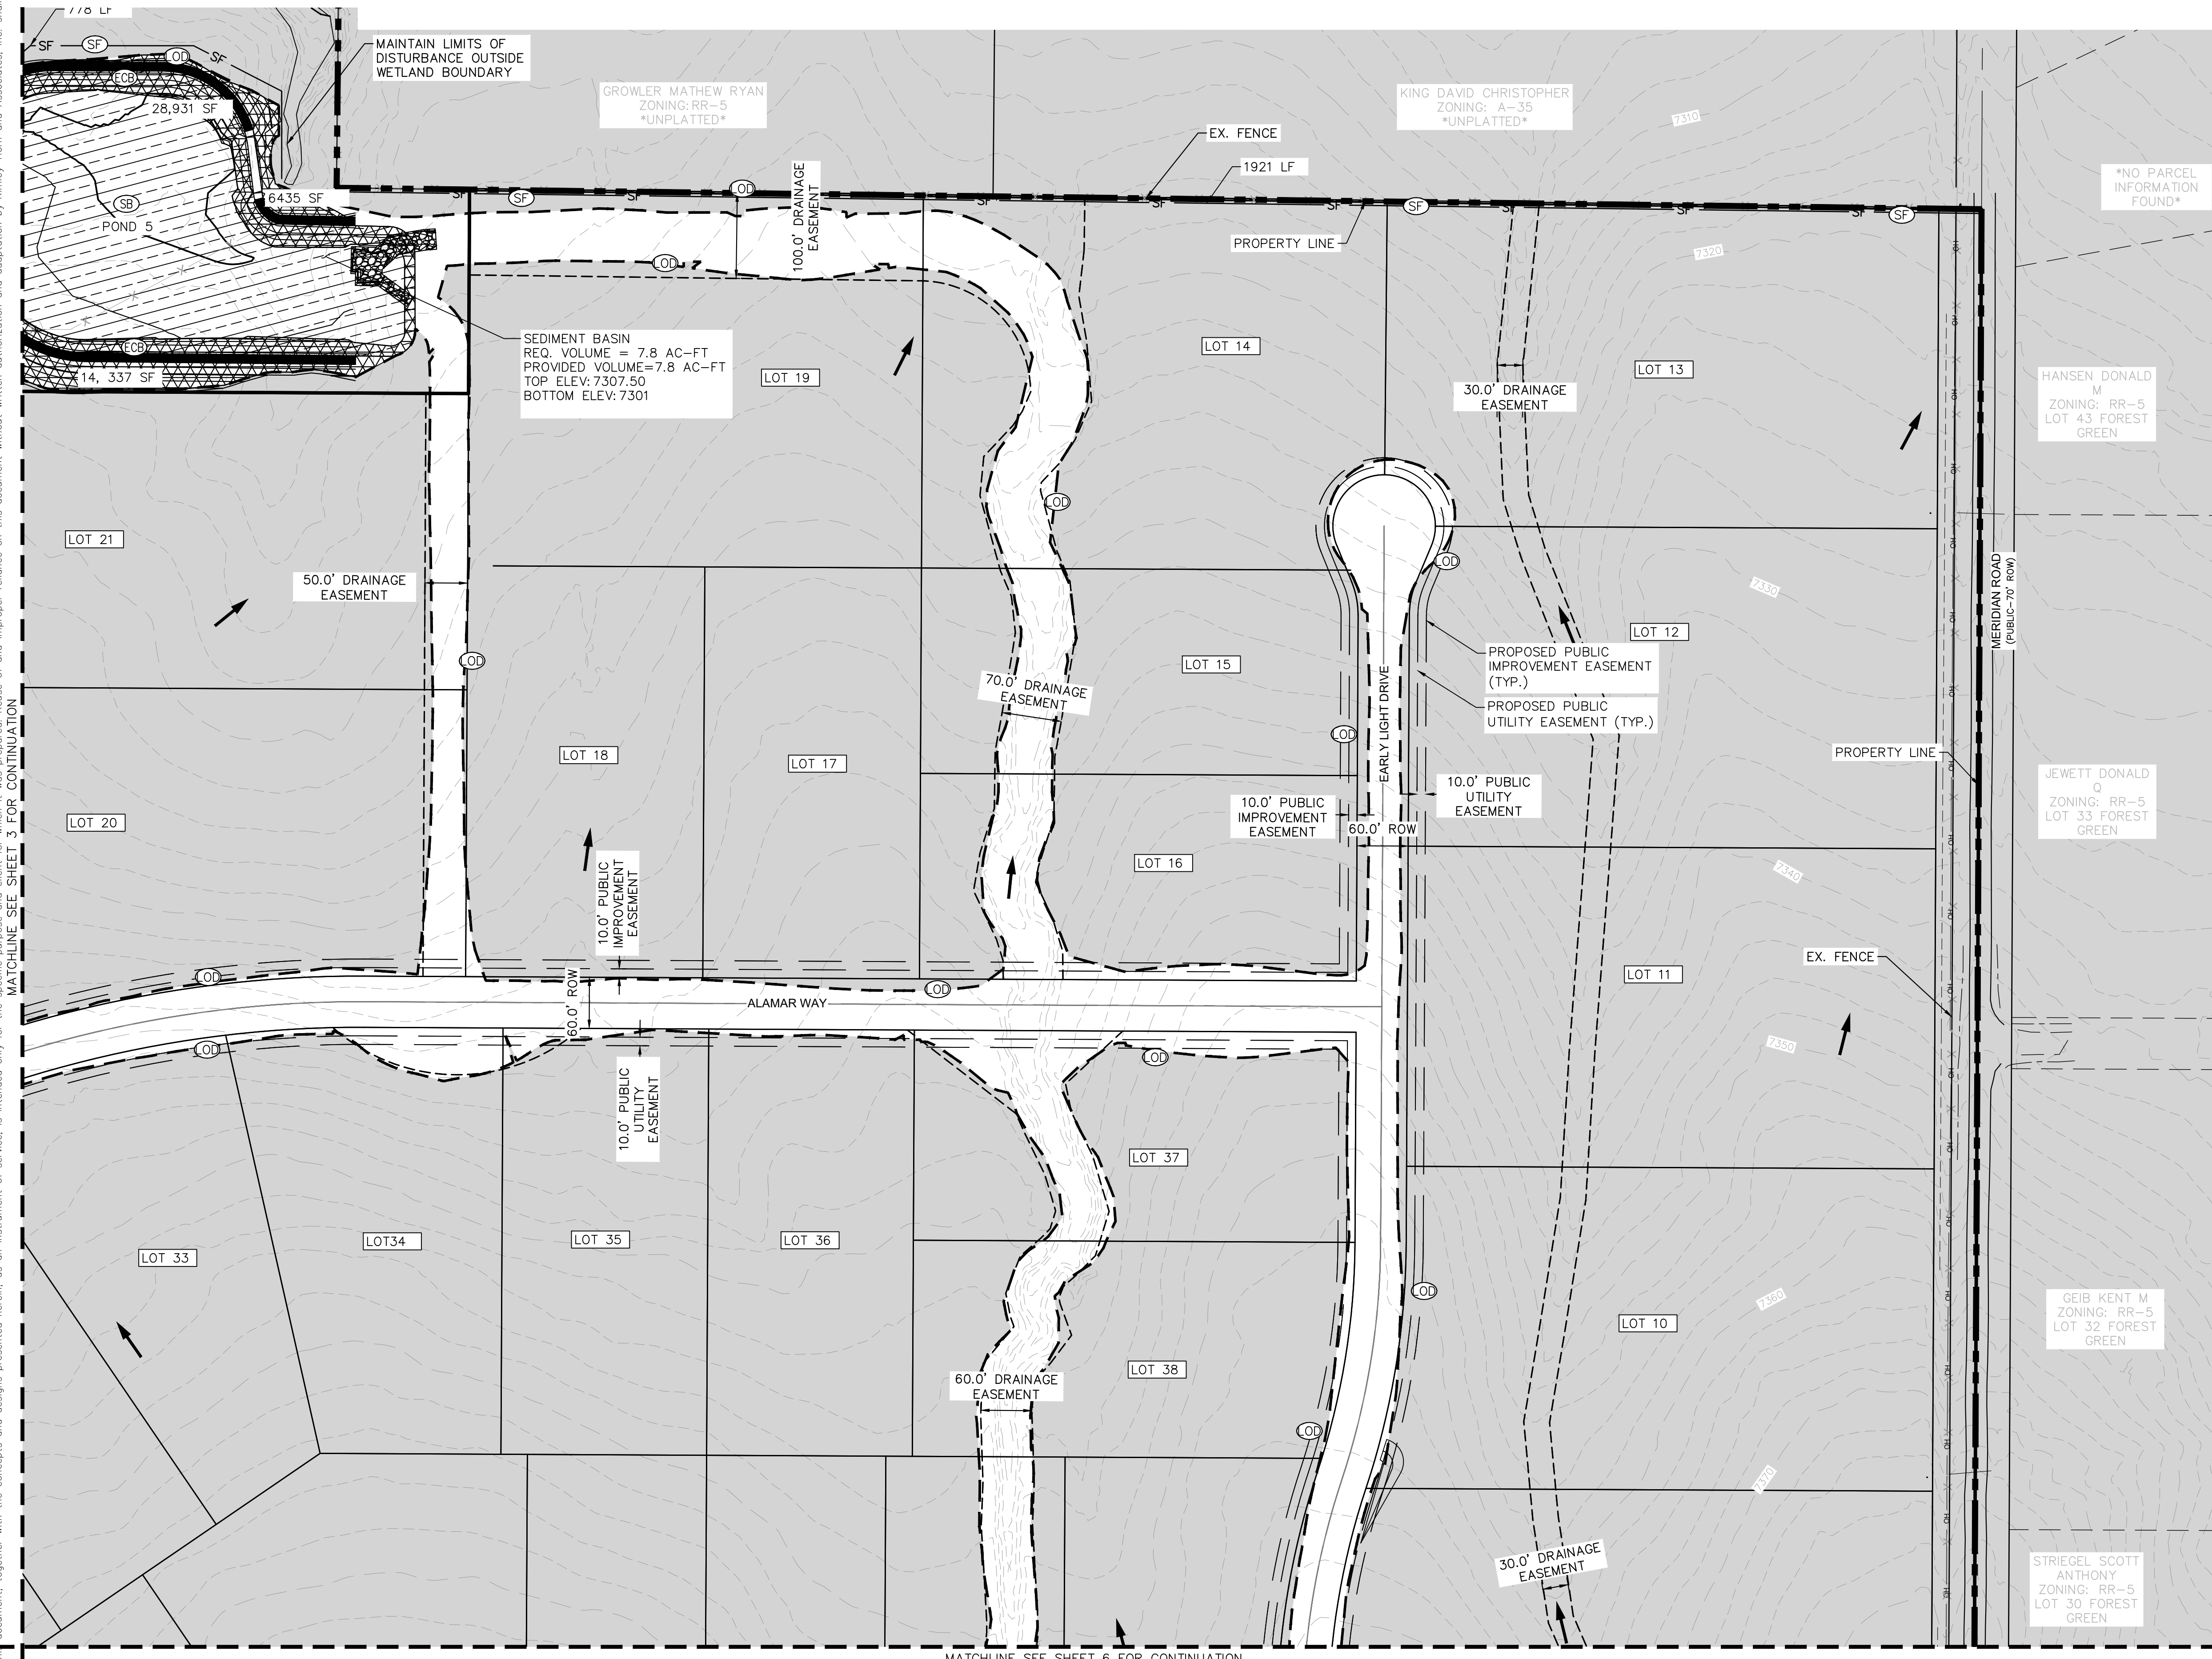 778 LF
SF
SF
SF
LOD
ECB
28,931 SF
MAINTAIN LIMITS OF
DISTURBANCE OUTSIDE
WETLAND BOUNDARY
GROWLER MATHEW RYAN
ZONING: RR-5
*UNPLATTED*
KING DAVID CHRISTOPHER
ZONING: A-35
*UNPLATTED*
7310
EX. FENCE
1921 LF
*NO PARCEL
INFORMATION
FOUND*
SB
POND 5
6435 SF
SF
SF
SF
LOD
SF
SF
SF
SF
SF
SF
SF
SF
100.0' DRAINAGE
EASEMENT
PROPERTY LINE
7320
LOD
ECB
14, 337 SF
SEDIMENT BASIN
REQ. VOLUME = 7.8 AC-FT
PROVIDED VOLUME=7.8 AC-FT
TOP ELEV: 7307.50
BOTTOM ELEV: 7301
LOT 19
LOT 14
30.0' DRAINAGE
EASEMENT
LOT 13
HANSEN DONALD
M
ZONING: RR-5
LOT 43 FOREST
GREEN
LOD
LOT 21
50.0' DRAINAGE
EASEMENT
LOD
7330
MERIDIAN ROAD
(PUBLIC-70' ROW)
LOT 12
PROPOSED PUBLIC
IMPROVEMENT EASEMENT
(TYP.)
PROPOSED PUBLIC
UTILITY EASEMENT (TYP.)
LOD
LOT 15
70.0' DRAINAGE
EASEMENT
EARLY LIGHT DRIVE
LOD
PROPERTY LINE
MATCHLINE SEE SHEET 3 FOR CONTINUATION
LOT 20
LOT 18
LOT 17
10.0' PUBLIC
IMPROVEMENT
EASEMENT
60.0' ROW
10.0' PUBLIC
UTILITY
EASEMENT
JEWETT DONALD
Q
ZONING: RR-5
LOT 33 FOREST
GREEN
LOT 16
7340
10.0' PUBLIC
IMPROVEMENT
EASEMENT
LOD
60.0' ROW
LOD
ALAMAR WAY
LOT 11
EX. FENCE
LOD
LOD
7350
10.0' PUBLIC
UTILITY
EASEMENT
LOT 37
LOT 33
LOT34
LOT 35
LOT 36
LOD
7360
LOT 10
GEIB KENT M
ZONING: RR-5
LOT 32 FOREST
GREEN
60.0' DRAINAGE
EASEMENT
LOT 38
LOD
7370
30.0' DRAINAGE
EASEMENT
STRIEGEL SCOTT
ANTHONY
ZONING: RR-5
LOT 30 FOREST
GREEN
MATCHLINE SEE SHEET 6 FOR CONTINUATION